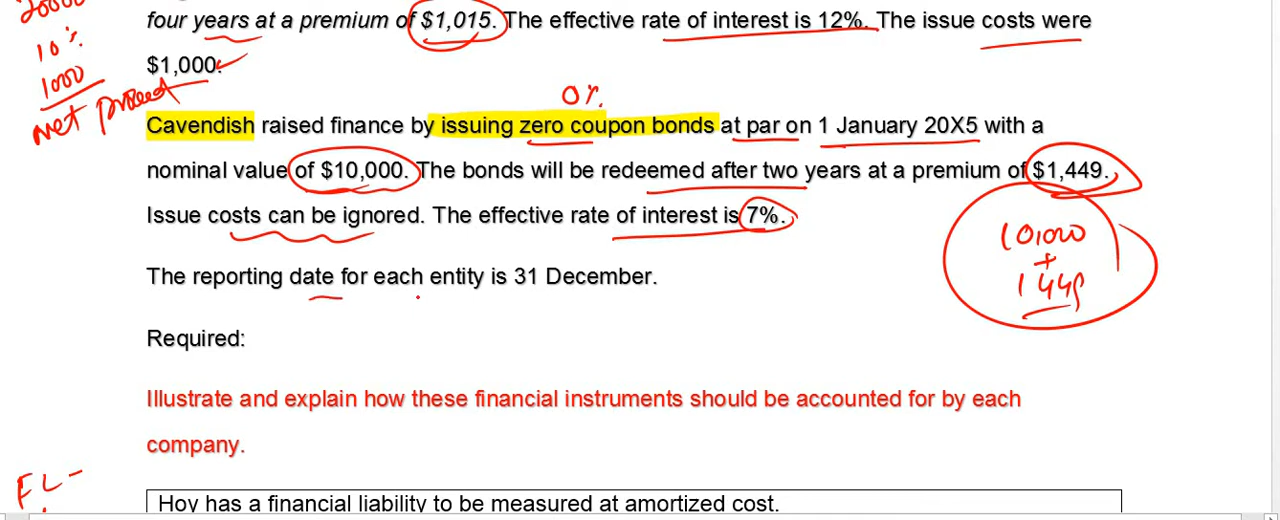 20000
four years at a premium of $1,015. The effective rate of interest is 12%. The issue costs were
10%
$1,000.
1000
net proceed
0%
Cavendish raised finance by issuing zero coupon bonds at par on 1 January 20X5 with a
nominal value of $10,000. The bonds will be redeemed after two years at a premium of $1,449.
Issue costs can be ignored. The effective rate of interest is 7%.
10,000
+
1449
The reporting date for each entity is 31 December.
Required:
Illustrate and explain how these financial instruments should be accounted for by each
company.
FL -
Hoy has a financial liability to be measured at amortized cost.